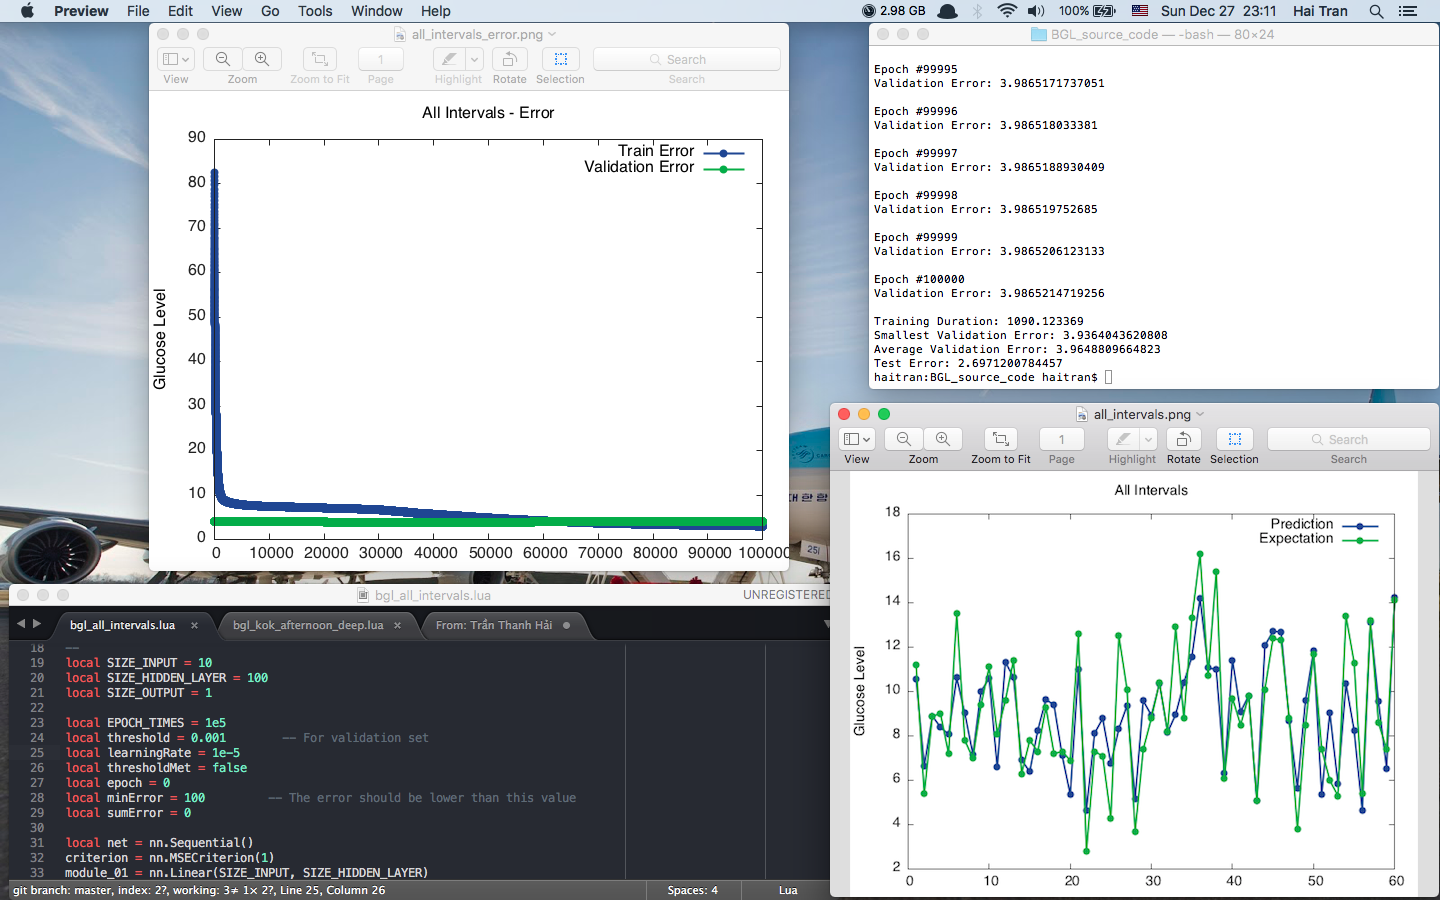 Preview File Edit View Go Tools Window Help
2.98 GB 100% Sun Dec 27 23:11 Hai Tran
all_intervals_error.png
1 Search
View Zoom Zoom to Fit Page Highlight Rotate Selection Search
All Intervals - Error
Train Error
Validation Error
Glucose Level
90
80
70
60
50
40
30
20
10
0
0 10000 20000 30000 40000 50000 60000 70000 80000 90000 100000
BGL_source_code — -bash — 80×24
Epoch #99995
Validation Error: 3.9865171737051
Epoch #99996
Validation Error: 3.986518033381
Epoch #99997
Validation Error: 3.9865188930409
Epoch #99998
Validation Error: 3.986519752685
Epoch #99999
Validation Error: 3.9865206123133
Epoch #100000
Validation Error: 3.9865214719256
Training Duration: 1090.123369
Smallest Validation Error: 3.9364043620808
Average Validation Error: 3.9648809664823
Test Error: 2.6971200784457
haitran:BGL_source_code haitran$
대한항
251
bgl_all_intervals.lua UNREGISTERED
bgl_all_intervals.lua × bgl_kok_afternoon_deep.lua × From: Trần Thanh Hải
18 --
19 local SIZE_INPUT = 10
20 local SIZE_HIDDEN_LAYER = 100
21 local SIZE_OUTPUT = 1
22
23 local EPOCH_TIMES = 1e5
24 local threshold = 0.001 -- For validation set
25 local learningRate = 1e-5
26 local thresholdMet = false
27 local epoch = 0
28 local minError = 100 -- The error should be lower than this value
29 local sumError = 0
30
31 local net = nn.Sequential()
32 criterion = nn.MSECriterion(1)
33 module_01 = nn.Linear(SIZE_INPUT, SIZE_HIDDEN_LAYER)
git branch: master, index: 2?, working: 3≠ 1× 2?, Line 25, Column 26 Spaces: 4 Lua
all_intervals.png
1 Search
View Zoom Zoom to Fit Page Highlight Rotate Selection Search
All Intervals
Prediction
Expectation
Glucose Level
18
16
14
12
10
8
6
4
2
0 10 20 30 40 50 60